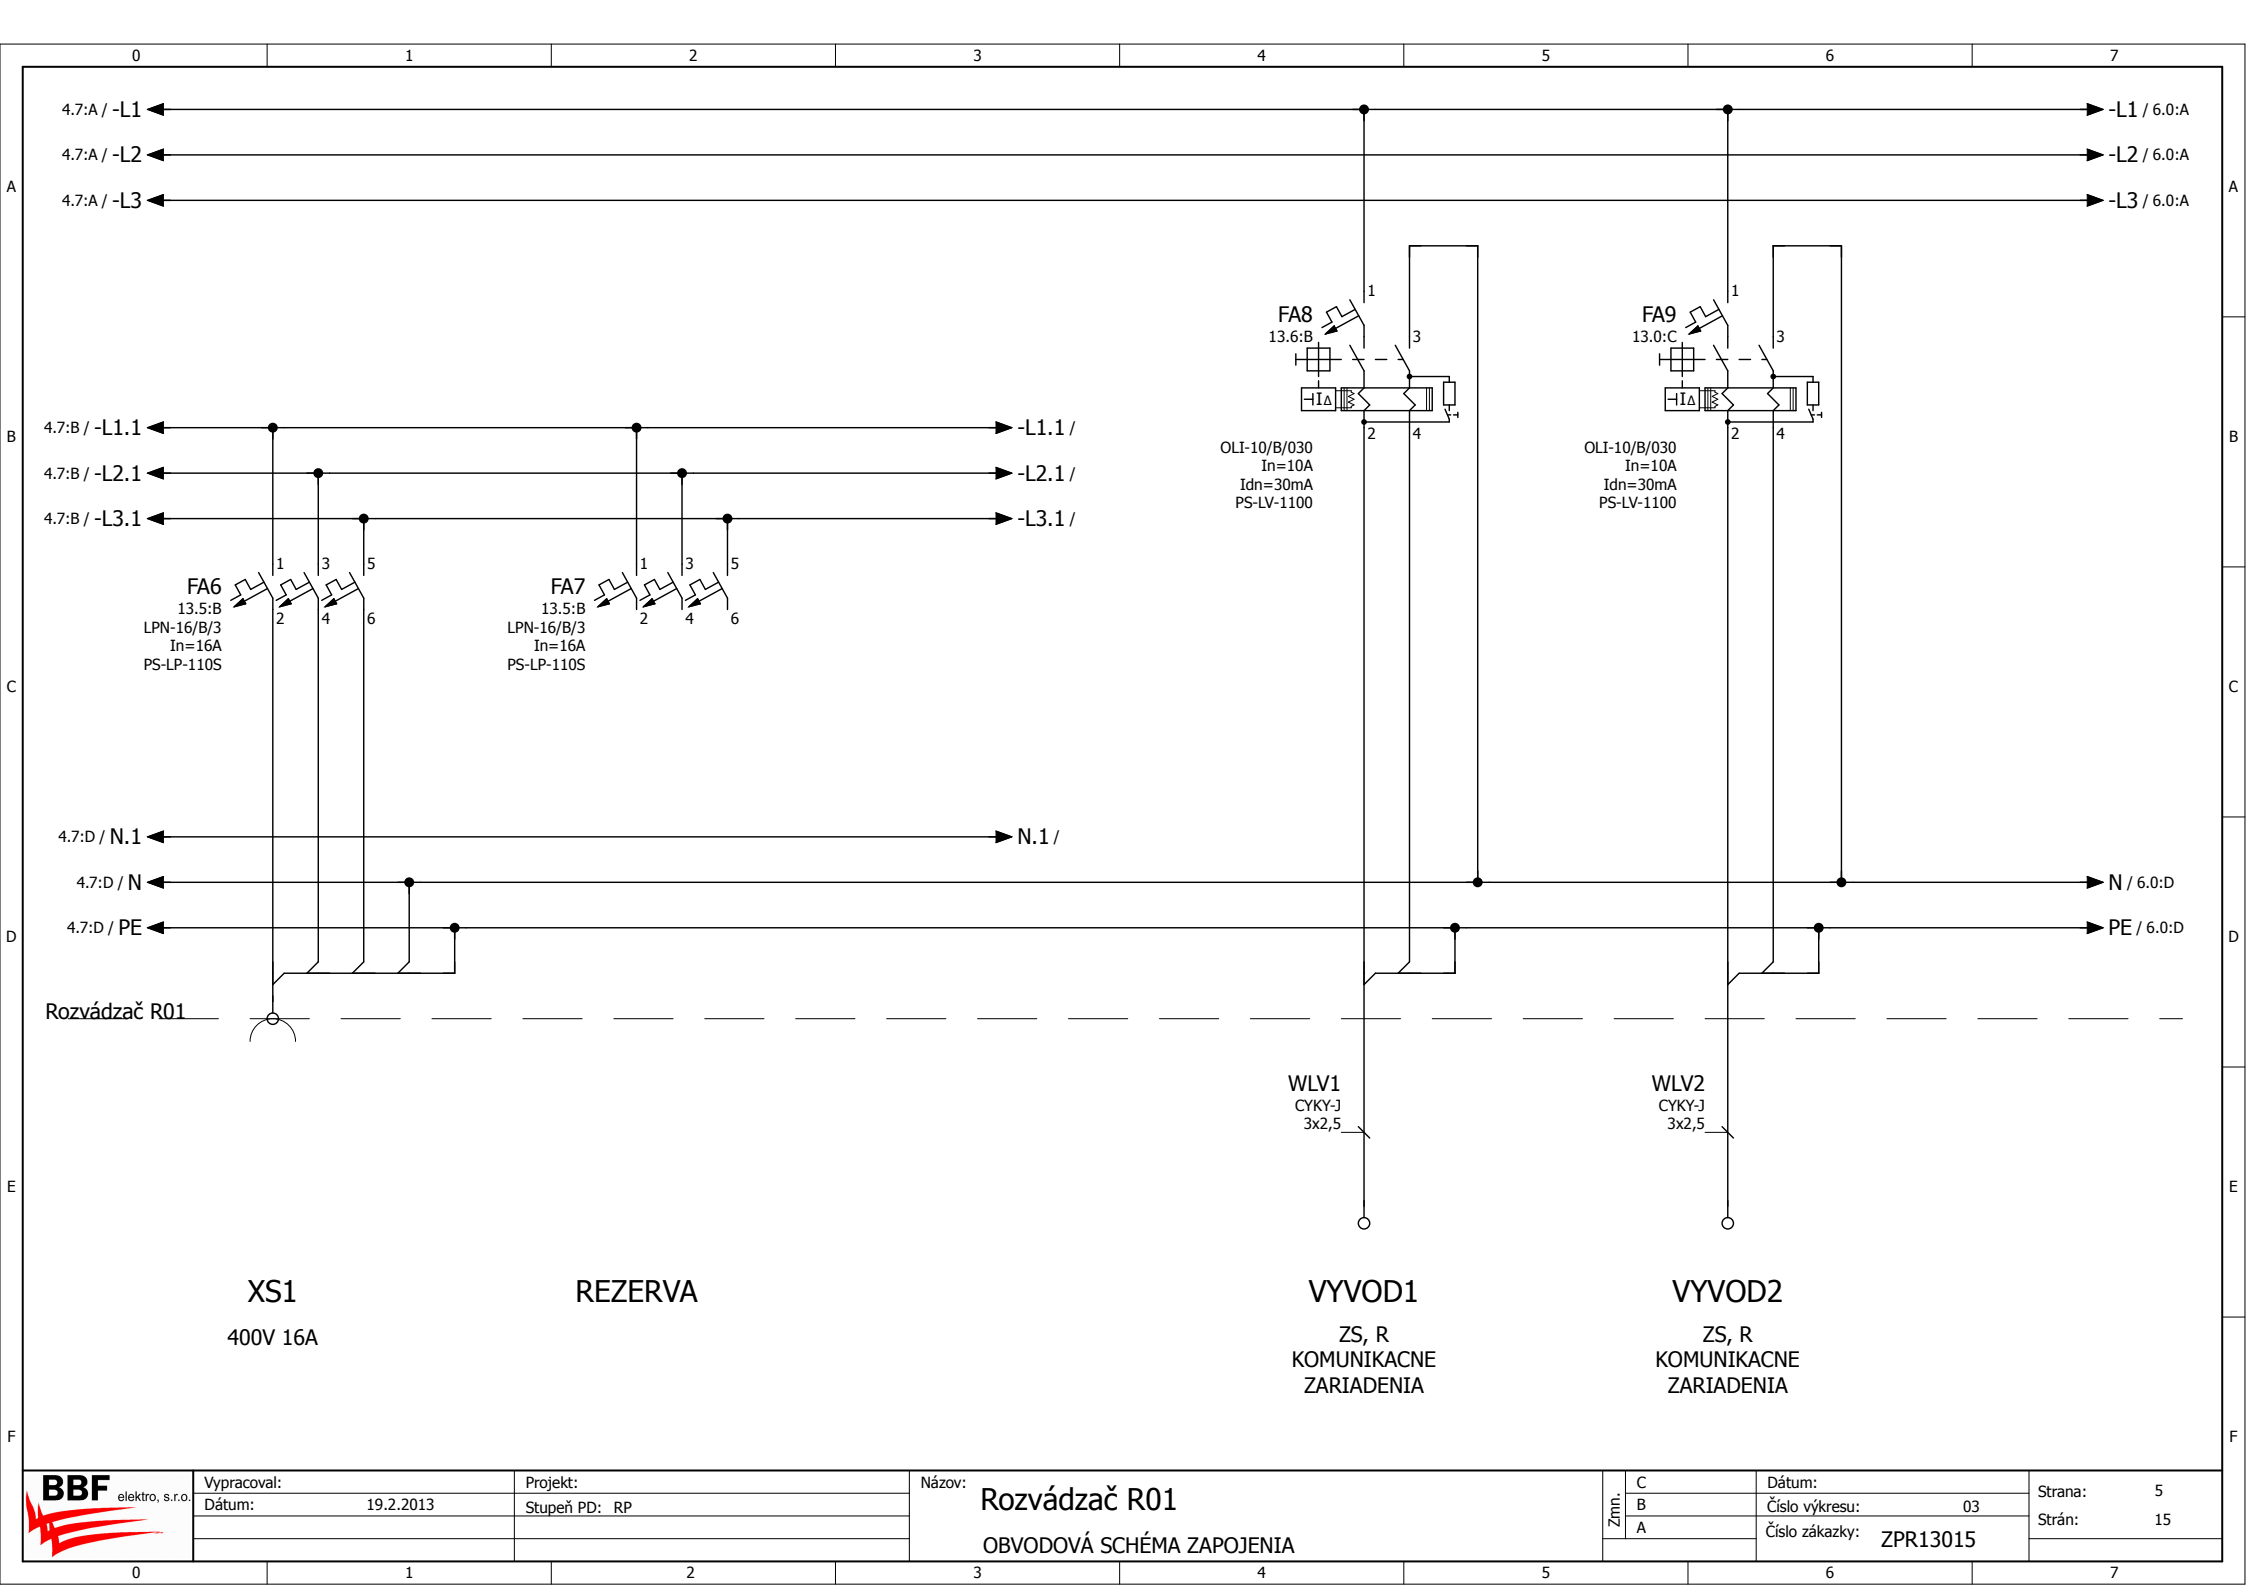 0 1 2 3 4 5 6 7
4.7:A / -L1 -L1 / 6.0:A
4.7:A / -L2 -L2 / 6.0:A
A A
4.7:A / -L3 -L3 / 6.0:A
1 1
FA8 FA9
13.6:B 3 13.0:C 3
⊣I∆ ⊣I∆
4.7:B / -L1.1 -L1.1 /
B 2 4 2 4 B
OLI-10/B/030 OLI-10/B/030
In=10A In=10A
4.7:B / -L2.1 -L2.1 /
Idn=30mA Idn=30mA
PS-LV-1100 PS-LV-1100
4.7:B / -L3.1 -L3.1 /
1 3 5 1 3 5
FA6 FA7
13.5:B 13.5:B
2 4 6 2 4 6
LPN-16/B/3 LPN-16/B/3
In=16A In=16A
PS-LP-110S PS-LP-110S
C C
4.7:D / N.1 N.1 /
4.7:D / N N / 6.0:D
4.7:D / PE PE / 6.0:D
D D
Rozvádzač R01
WLV1 WLV2
CYKY-J CYKY-J
3x2,5 3x2,5
E E
XS1 REZERVA VYVOD1 VYVOD2
400V 16A ZS, R ZS, R
KOMUNIKACNE KOMUNIKACNE
ZARIADENIA ZARIADENIA
F F
BBF elektro, s.r.o.
Vypracoval:
Dátum: 19.2.2013
Projekt:
Stupeň PD: RP
Názov: Rozvádzač R01
OBVODOVÁ SCHÉMA ZAPOJENIA
Zmn.
C
B
A
Dátum:
Číslo výkresu: 03
Číslo zákazky: ZPR13015
Strana: 5
Strán: 15
0 1 2 3 4 5 6 7